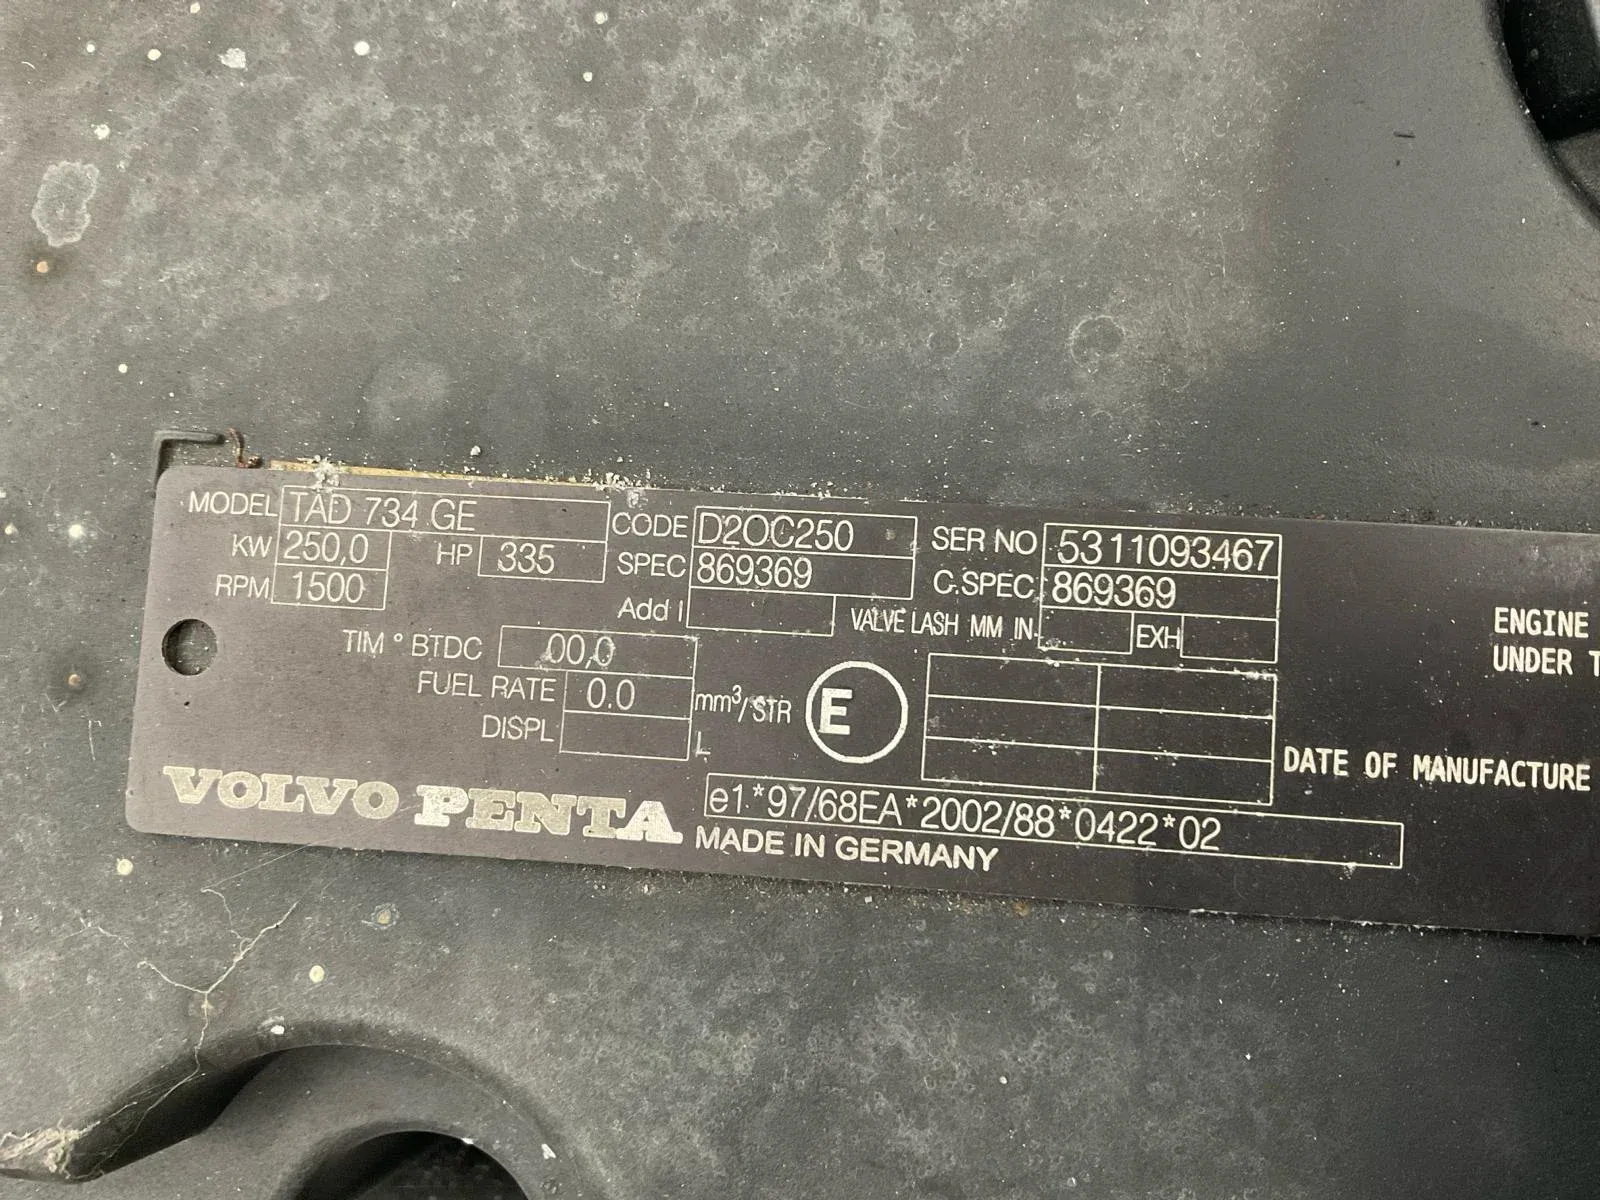 MODEL TAD 734 GE CODE D2OC250 SER NO 5311093467
KW 250,0 HP 335 SPEC 869369 C.SPEC 869369
RPM 1500 Add I VALVE LASH MM IN EXH
TIM ° BTDC 00,0
FUEL RATE 0.0 mm³/STR
DISPL L
E
ENGINE
UNDER
DATE OF MANUFACTURE
VOLVO PENTA
e1*97/68EA*2002/88*0422*02
MADE IN GERMANY